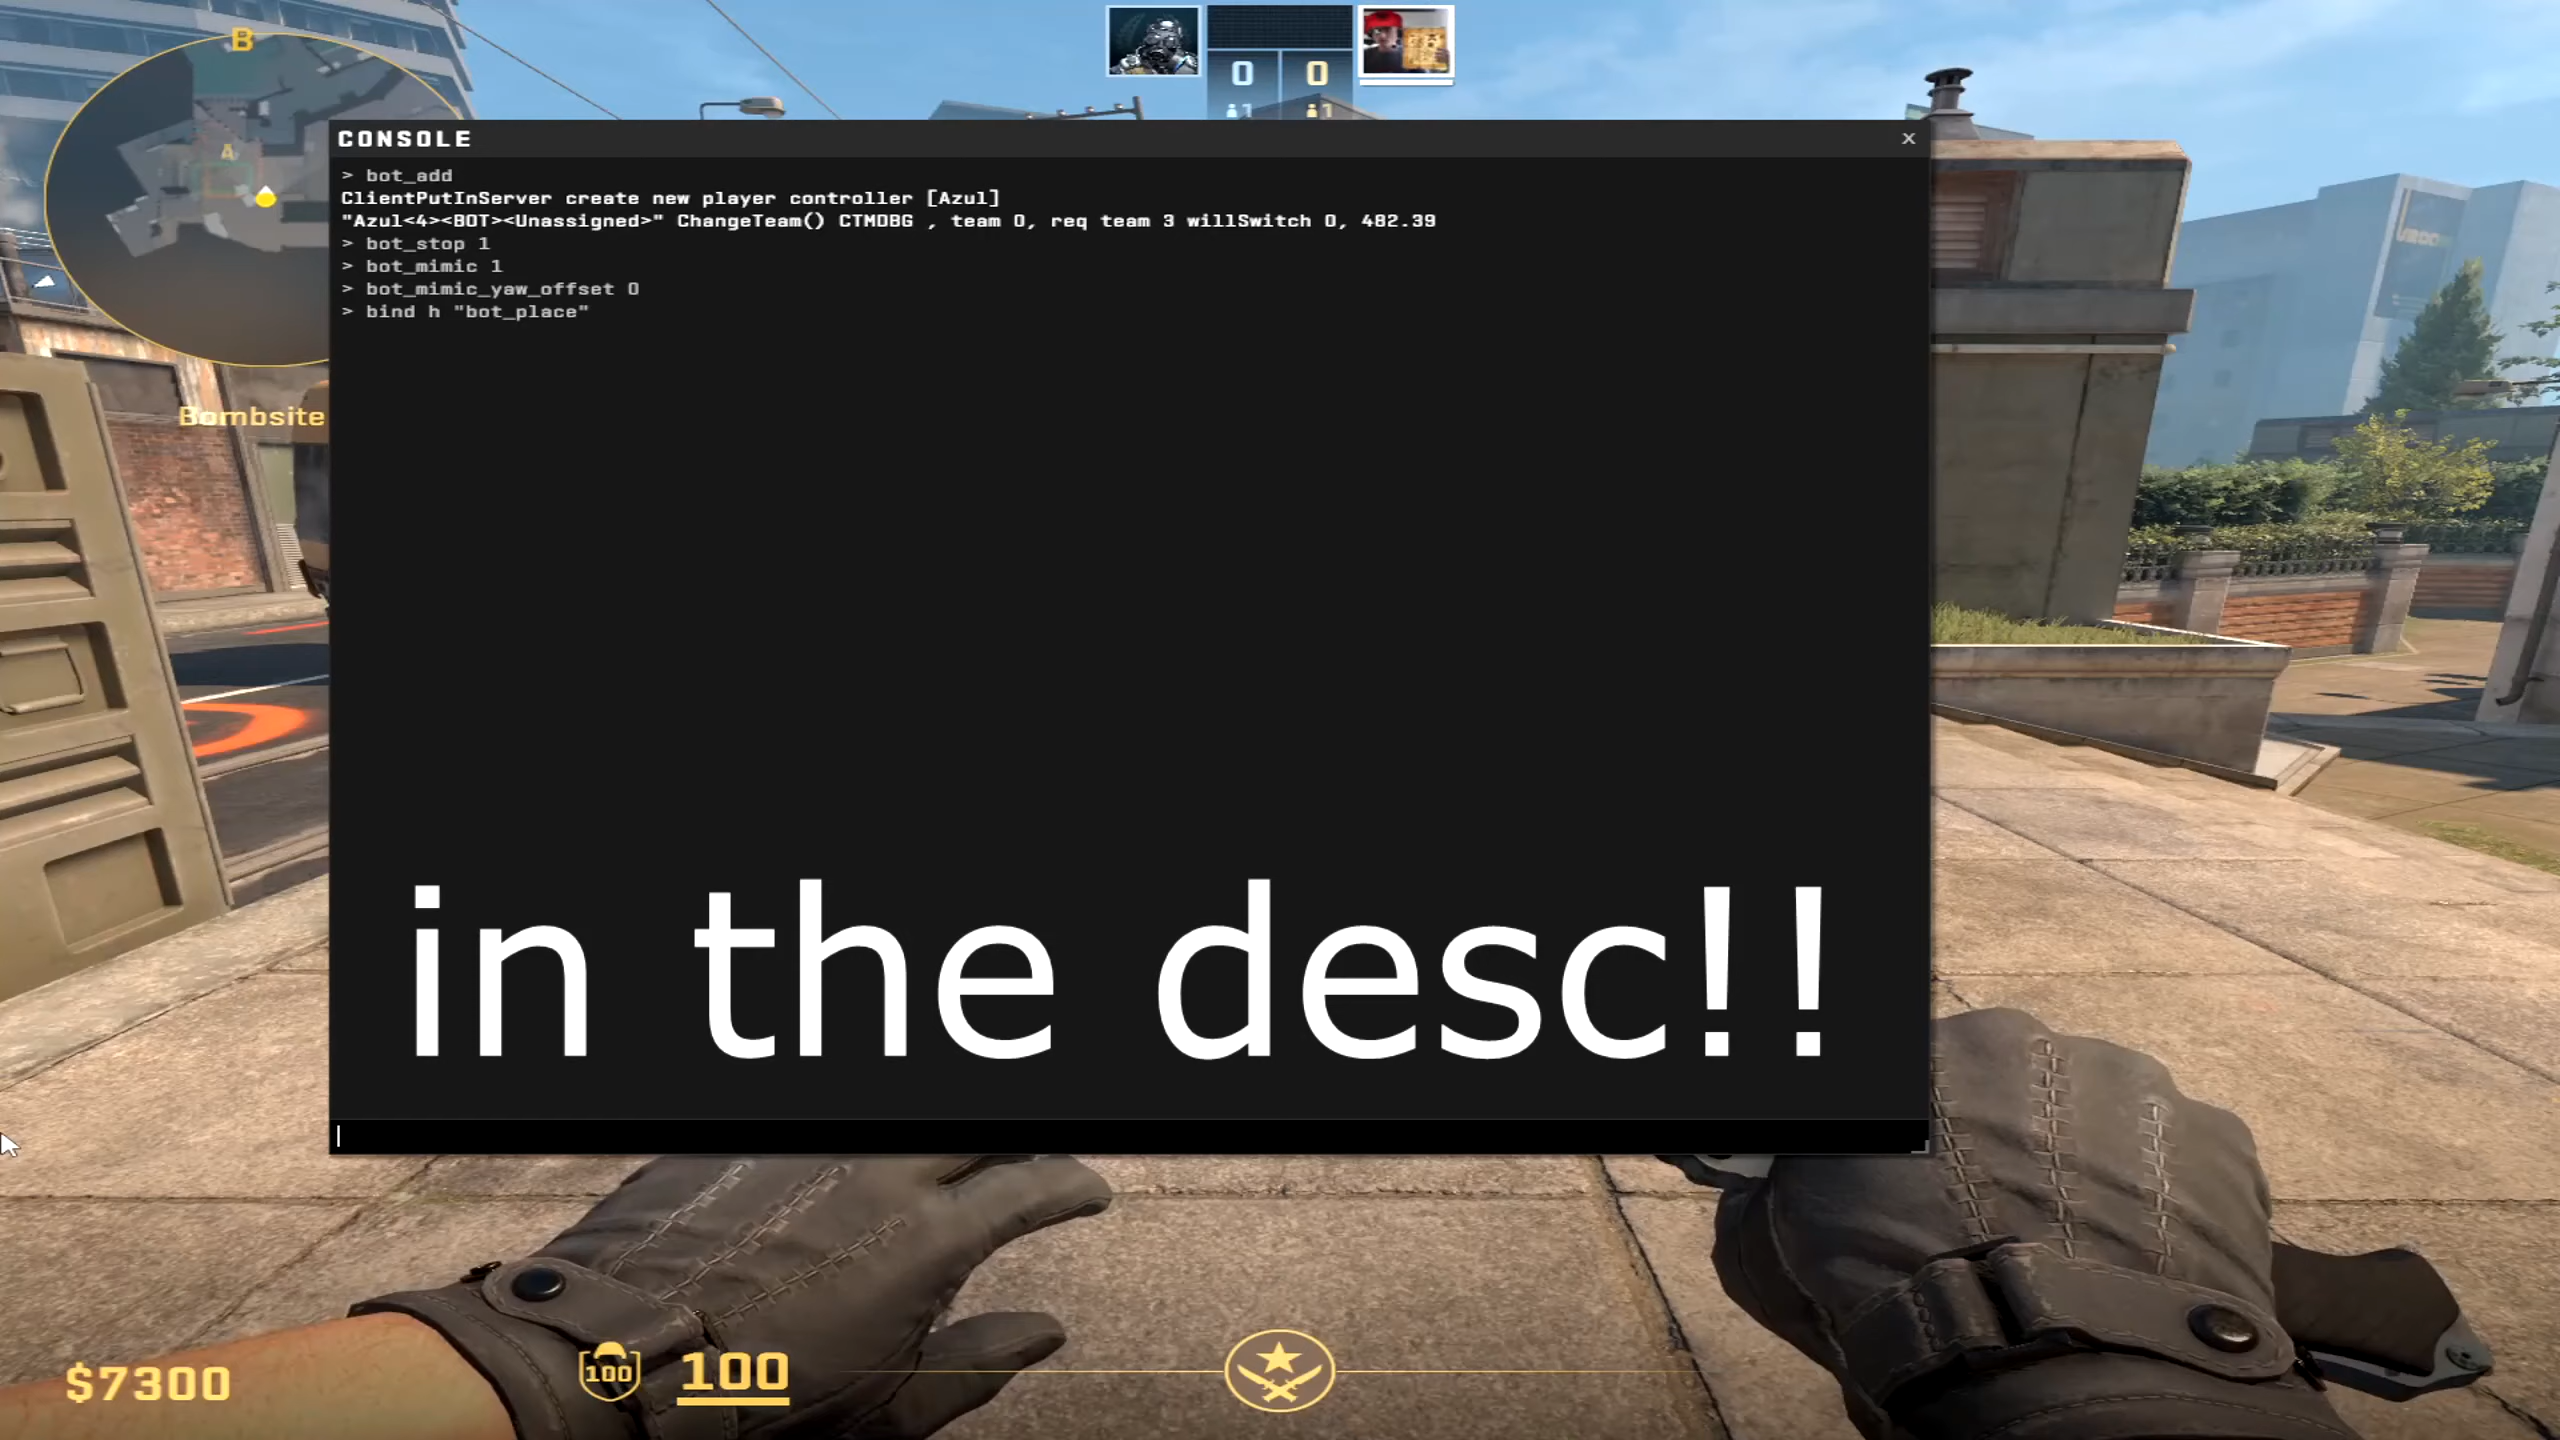 B
A
0 0
1 1
CONSOLE x
> bot_add
ClientPutInServer create new player controller [Azul]
"Azul<4><BOT><Unassigned>" ChangeTeam() CTMDBG , team 0, req team 3 willSwitch 0, 482.39
> bot_stop 1
> bot_mimic 1
> bot_mimic_yaw_offset 0
> bind h "bot_place"
Bombsite
in the desc!!
$7300
100
100